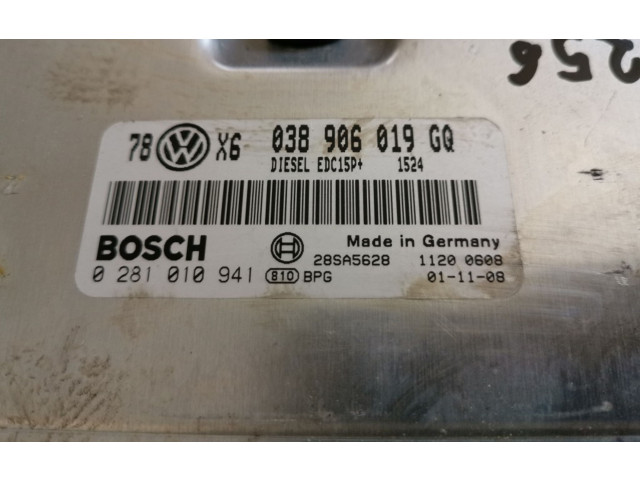 256
78 VW X6 038 906 019 GQ
DIESEL EDC15P+ 1524
BOSCH Made in Germany
28SA5628 1120 0608
0 281 010 941 810 BPG 01-11-08